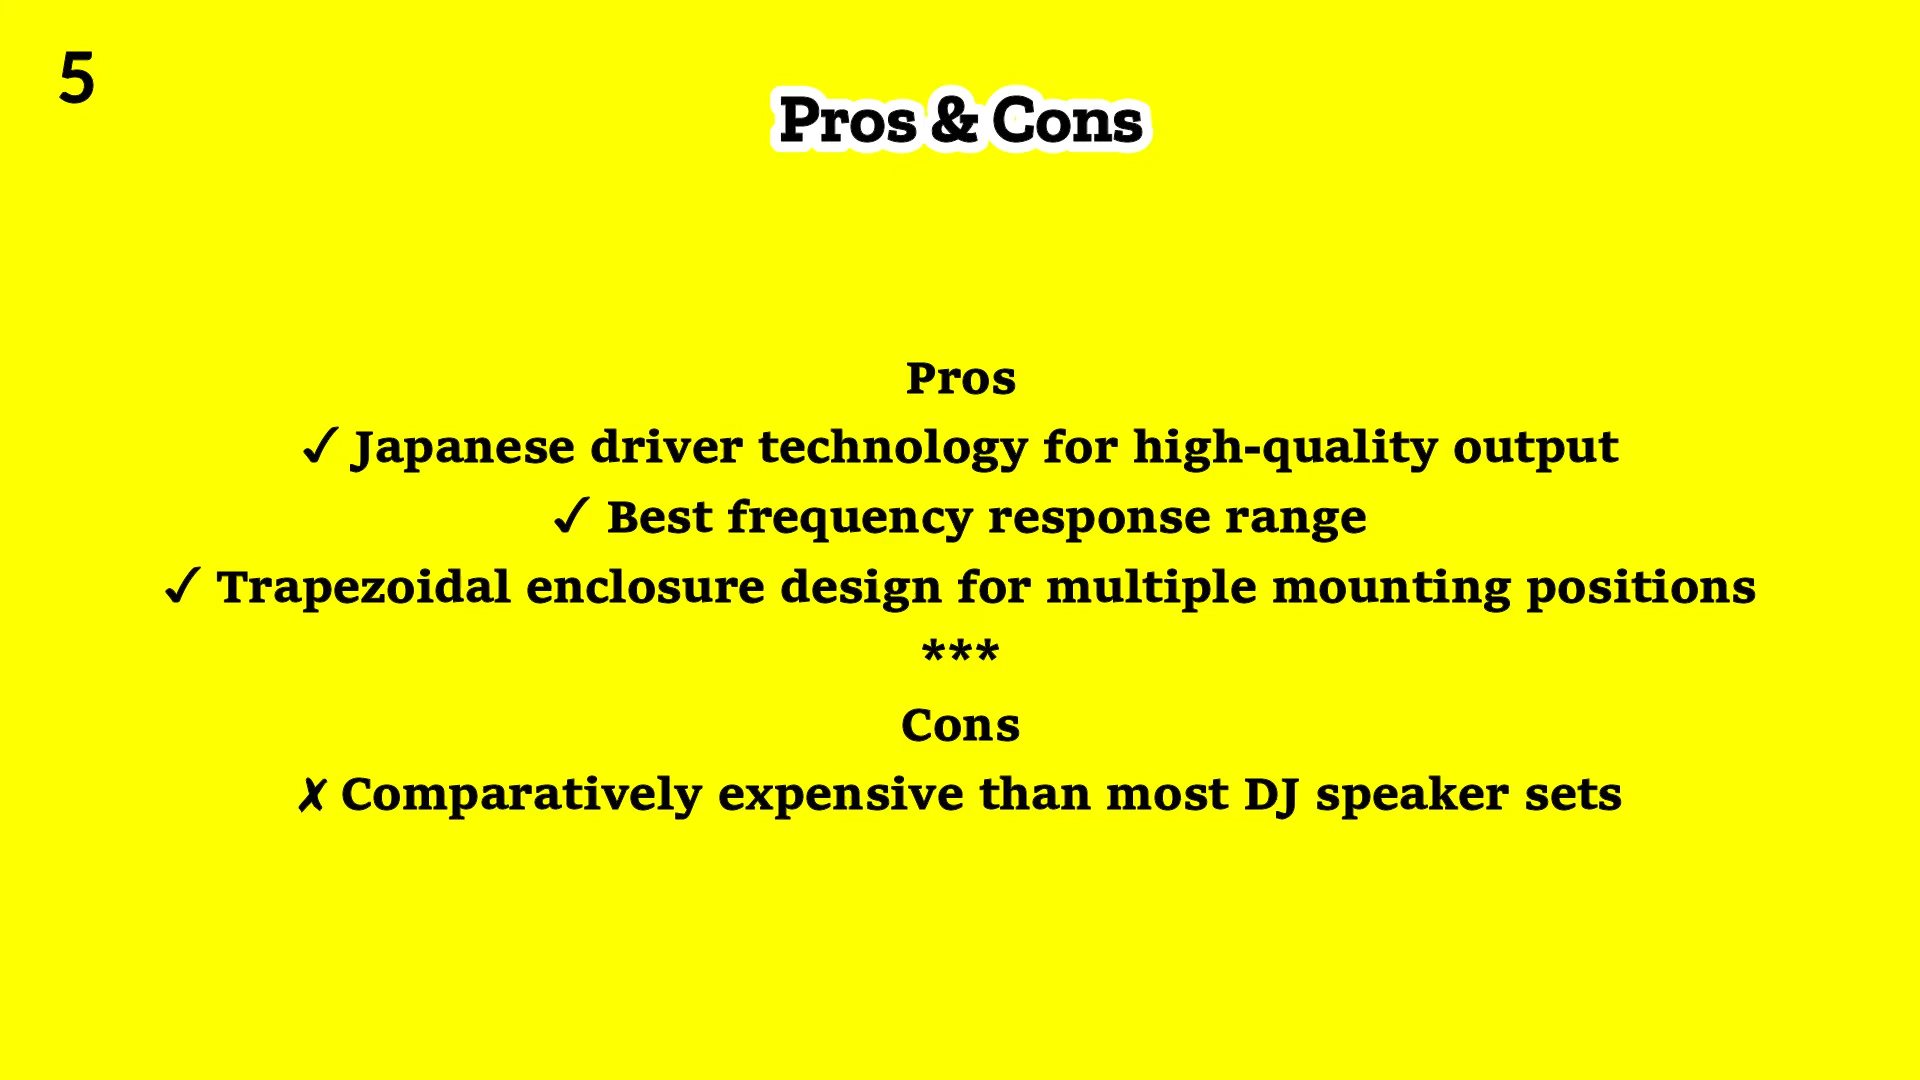 5
Pros & Cons
Pros
✓ Japanese driver technology for high-quality output
✓ Best frequency response range
✓ Trapezoidal enclosure design for multiple mounting positions
***
Cons
✗ Comparatively expensive than most DJ speaker sets